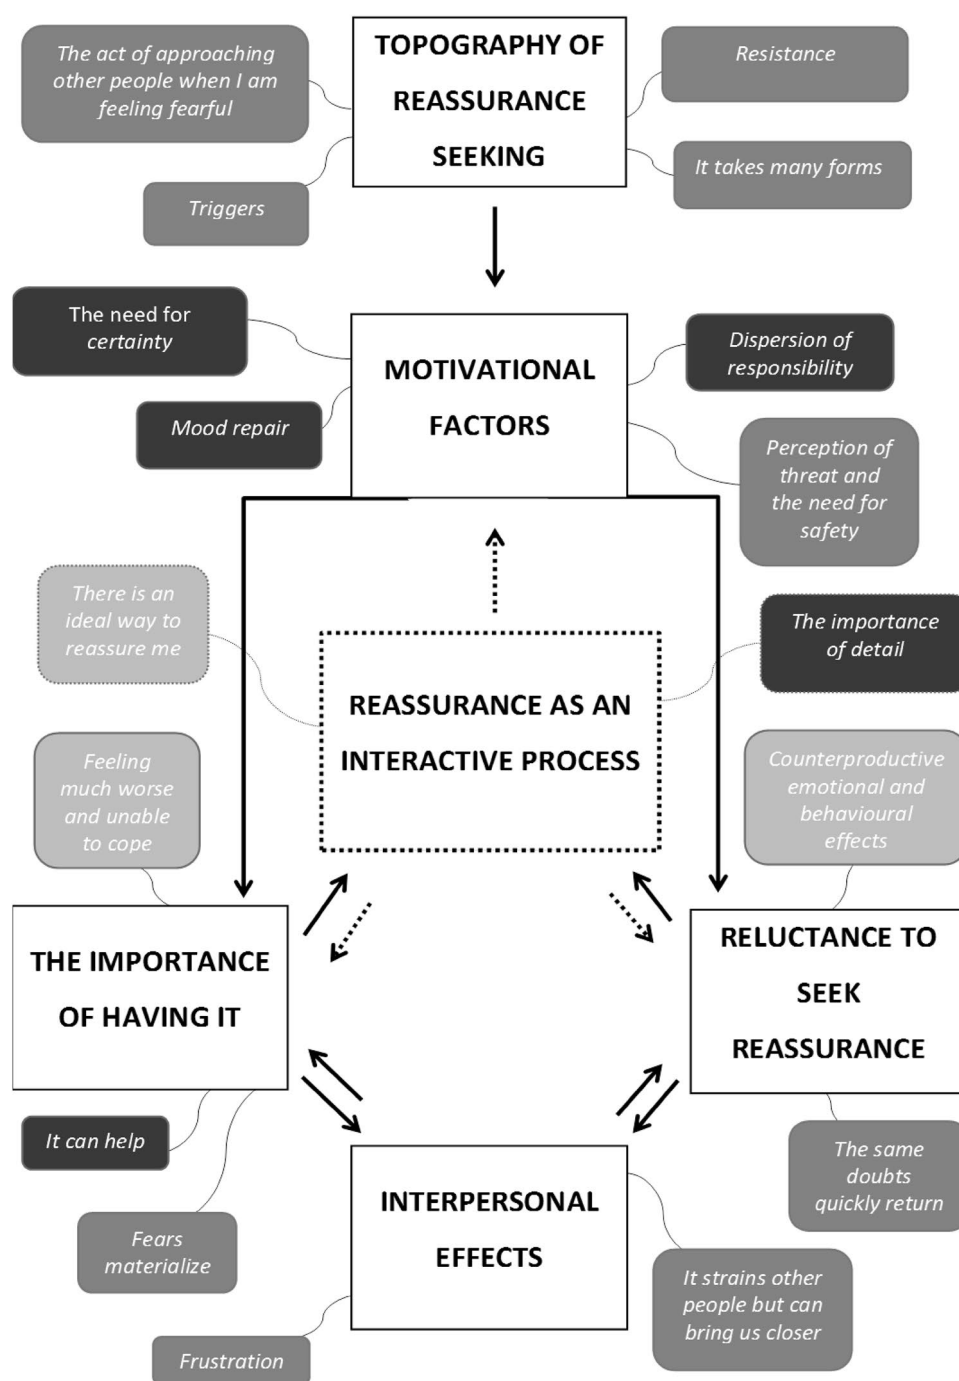 The act of approaching
other people when I am
feeling fearful
TOPOGRAPHY OF
REASSURANCE
SEEKING
Resistance
It takes many forms
Triggers
The need for
certainty
MOTIVATIONAL
FACTORS
Dispersion of
responsibility
Mood repair
Perception of
threat and
the need for
safety
There is an
ideal way to
reassure me
The importance
of detail
REASSURANCE AS AN
INTERACTIVE PROCESS
Feeling
much worse
and unable
to cope
Counterproductive
emotional and
behavioural
effects
THE IMPORTANCE
OF HAVING IT
RELUCTANCE TO
SEEK
REASSURANCE
It can help
Fears
materialize
INTERPERSONAL
EFFECTS
The same
doubts
quickly return
It strains other
people but can
bring us closer
Frustration